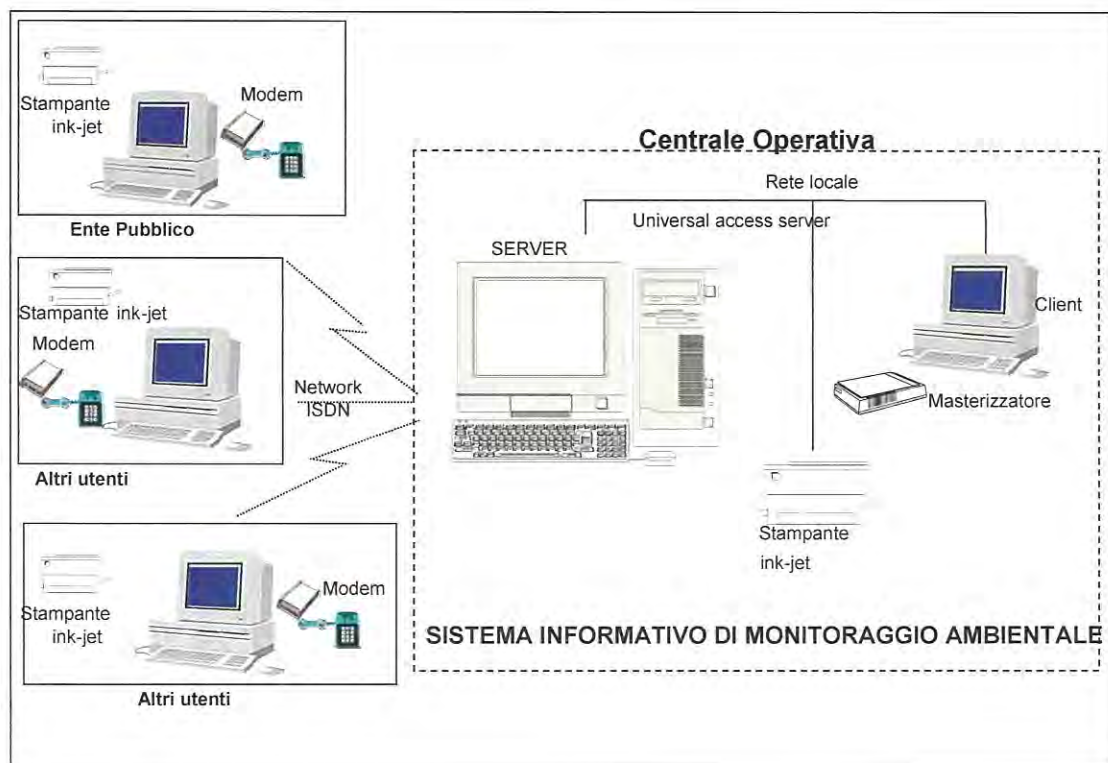 Stampante
ink-jet
Modem
Ente Pubblico
Stampante ink-jet
Modem
Altri utenti
Stampante
ink-jet
Modem
Altri utenti
Network
ISDN
Centrale Operativa
Rete locale
Universal access server
SERVER
Client
Masterizzatore
Stampante
ink-jet
SISTEMA INFORMATIVO DI MONITORAGGIO AMBIENTALE